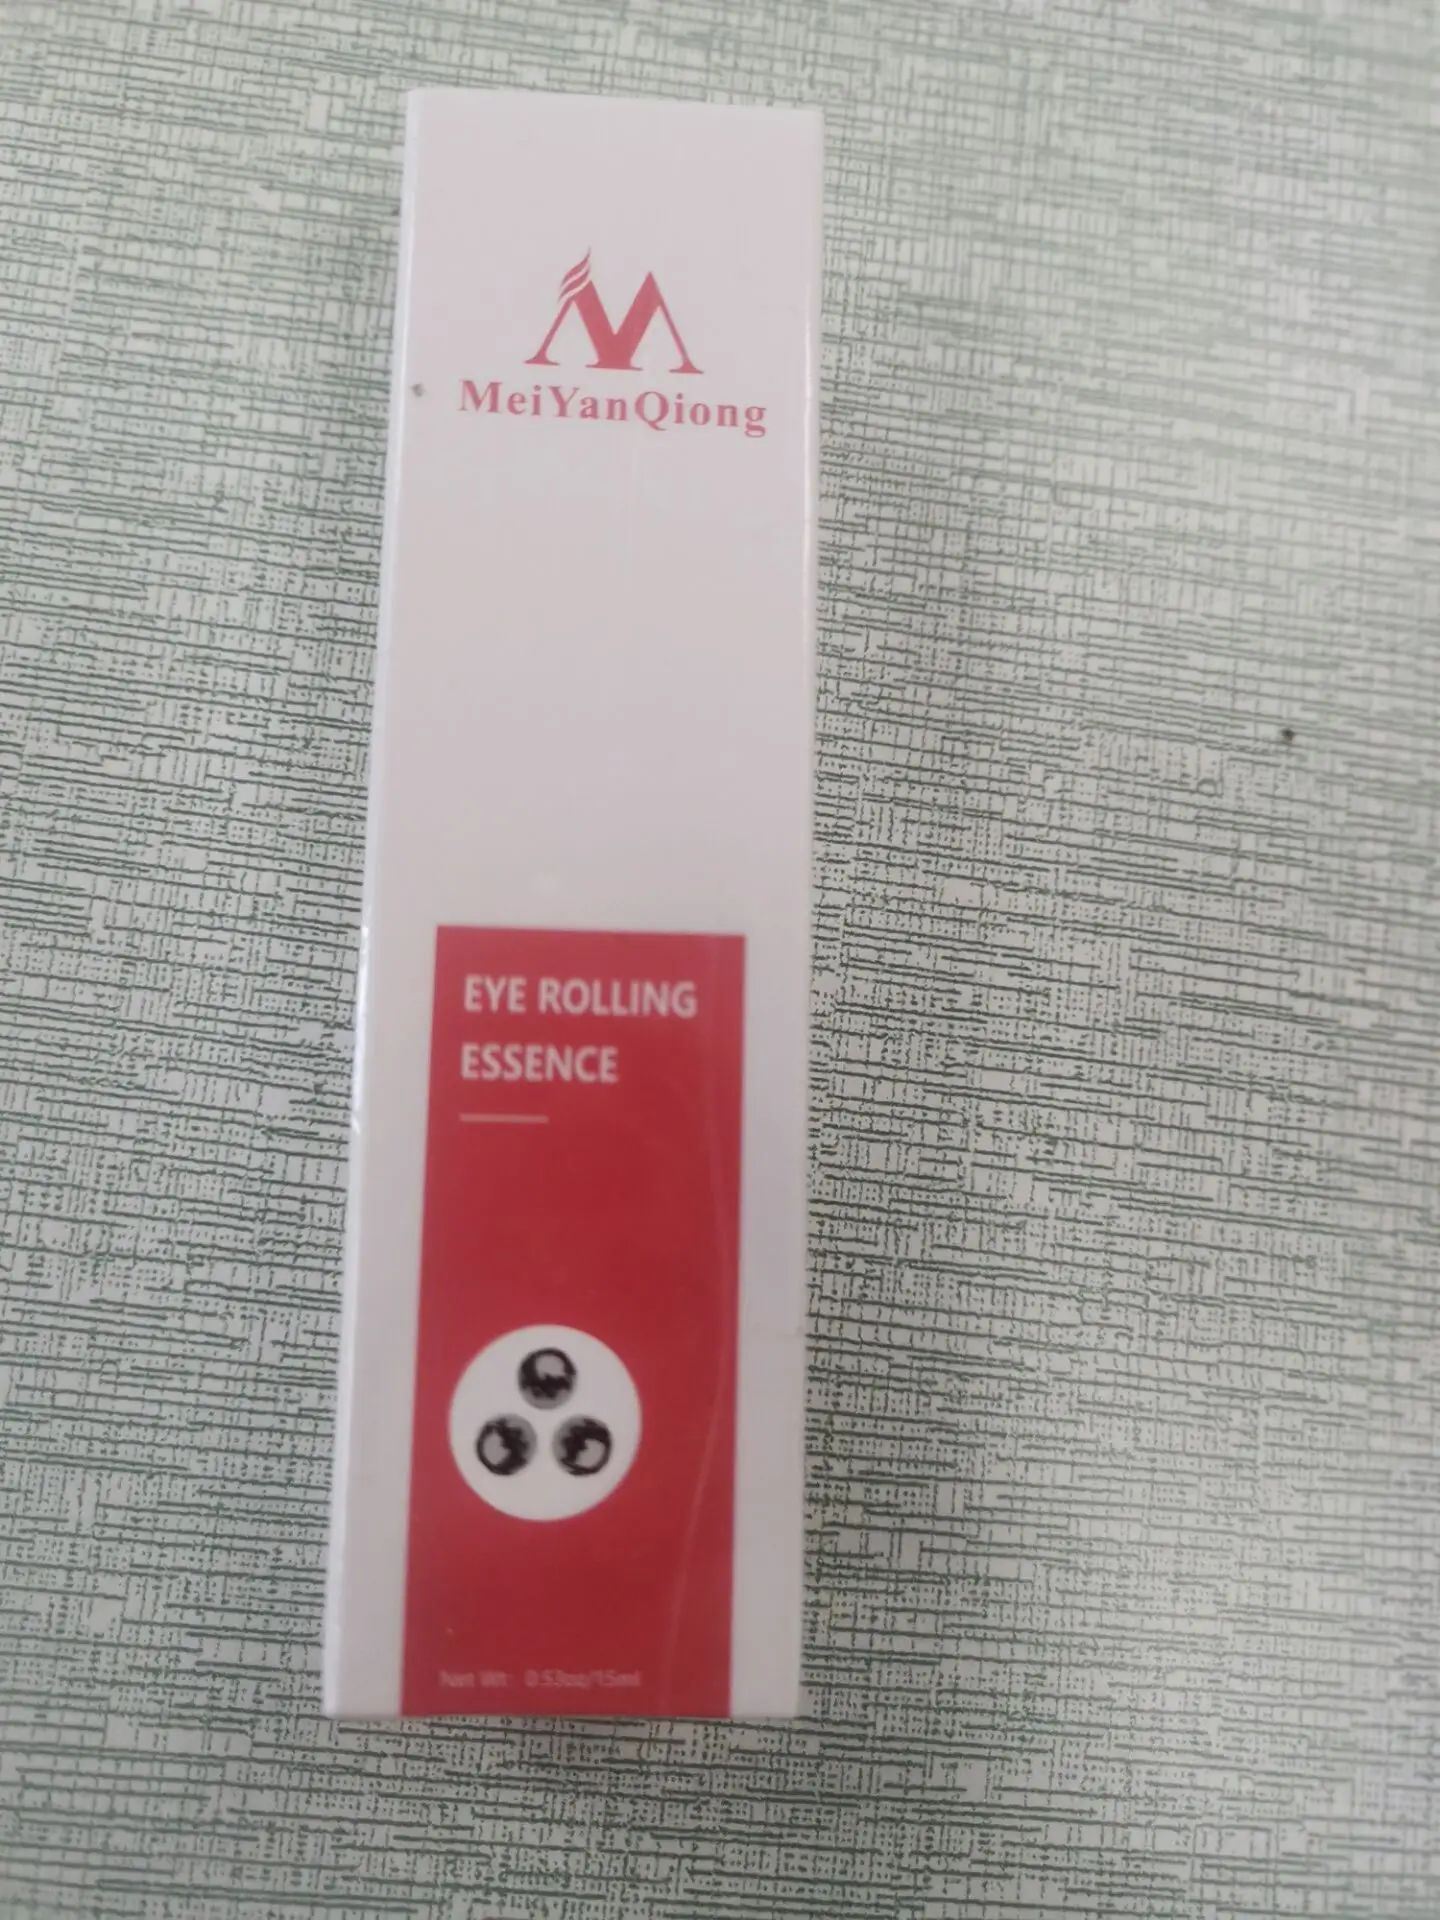 MeiYanQiong
EYE ROLLING
ESSENCE
Net Wt: 0.53oz/15ml